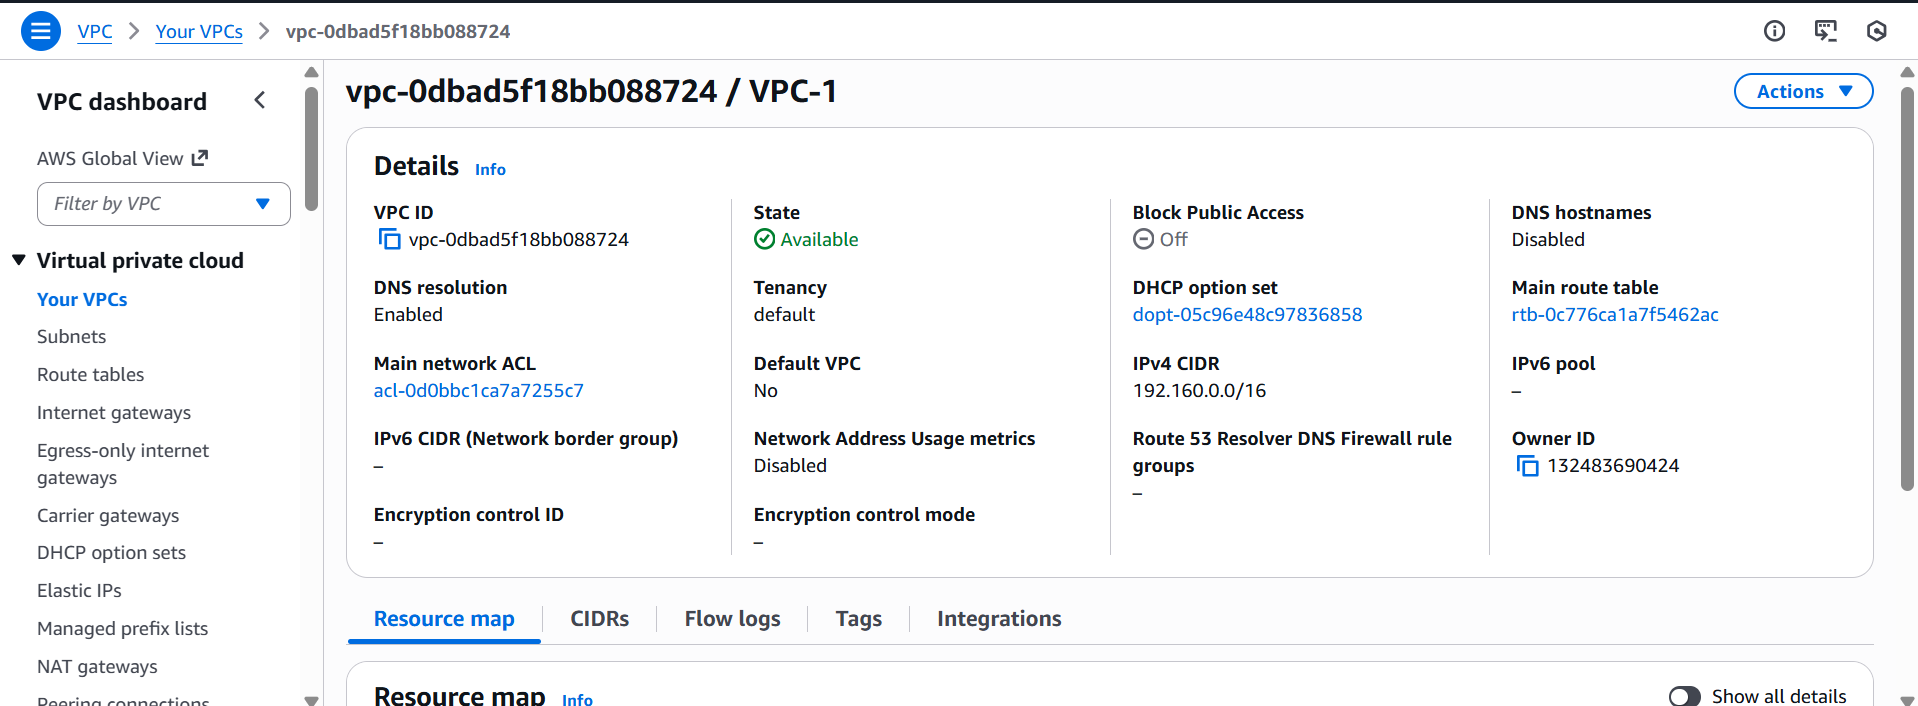 VPC > Your VPCs > vpc-0dbad5f18bb088724
VPC dashboard
AWS Global View
Filter by VPC
Virtual private cloud
Your VPCs
Subnets
Route tables
Internet gateways
Egress-only internet
gateways
Carrier gateways
DHCP option sets
Elastic IPs
Managed prefix lists
NAT gateways
Peering connections
vpc-0dbad5f18bb088724 / VPC-1
Actions
Details Info
VPC ID
vpc-0dbad5f18bb088724
State
Available
Block Public Access
Off
DNS hostnames
Disabled
DNS resolution
Enabled
Tenancy
default
DHCP option set
dopt-05c96e48c97836858
Main route table
rtb-0c776ca1a7f5462ac
Main network ACL
acl-0d0bbc1ca7a7255c7
Default VPC
No
IPv4 CIDR
192.160.0.0/16
IPv6 pool
–
IPv6 CIDR (Network border group)
–
Network Address Usage metrics
Disabled
Route 53 Resolver DNS Firewall rule
groups
–
Owner ID
132483690424
Encryption control ID
–
Encryption control mode
–
Resource map
CIDRs
Flow logs
Tags
Integrations
Resource map Info
Show all details